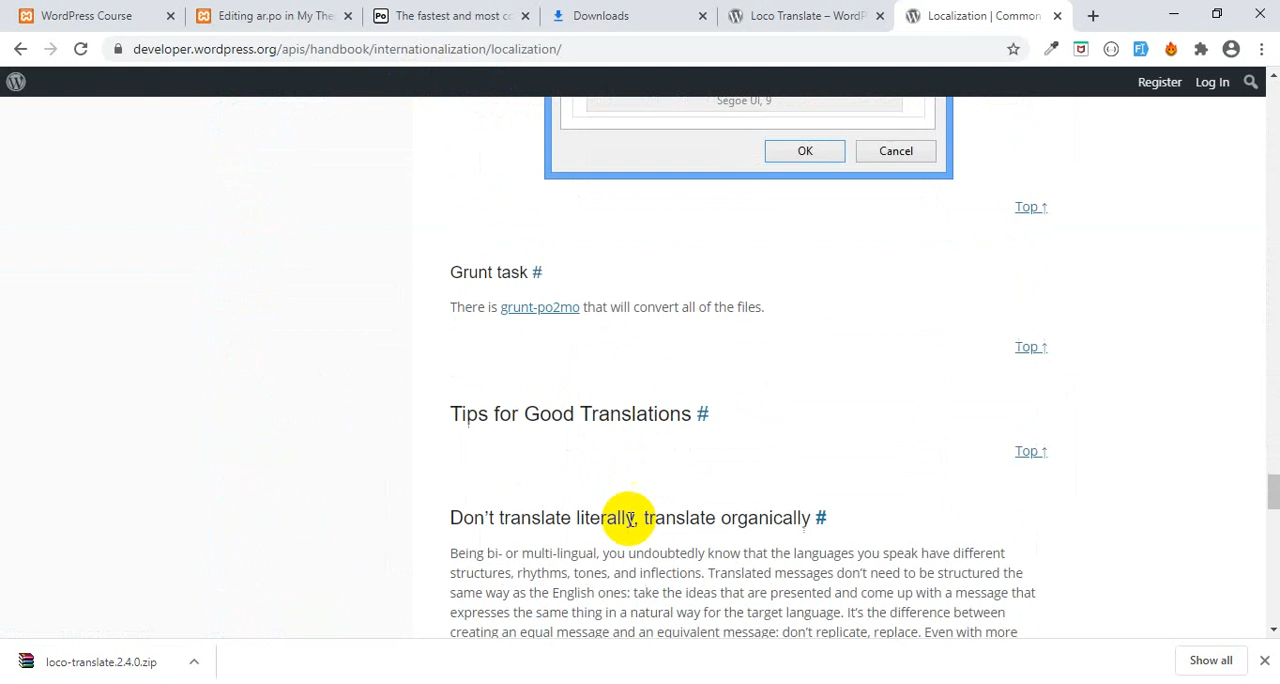 WordPress Course
Editing ar.po in My The
The fastest and most co
Downloads
Loco Translate – WordP
Localization | Common
developer.wordpress.org/apis/handbook/internationalization/localization/
Register Log In
Segoe UI, 9
OK Cancel
Top ↑
Grunt task #
There is grunt-po2mo that will convert all of the files.
Top ↑
Tips for Good Translations #
Top ↑
Don’t translate literally, translate organically #
Being bi- or multi-lingual, you undoubtedly know that the languages you speak have different
structures, rhythms, tones, and inflections. Translated messages don’t need to be structured the
same way as the English ones: take the ideas that are presented and come up with a message that
expresses the same thing in a natural way for the target language. It’s the difference between
creating an equal message and an equivalent message: don’t replicate, replace. Even with more
loco-translate.2.4.0.zip
Show all